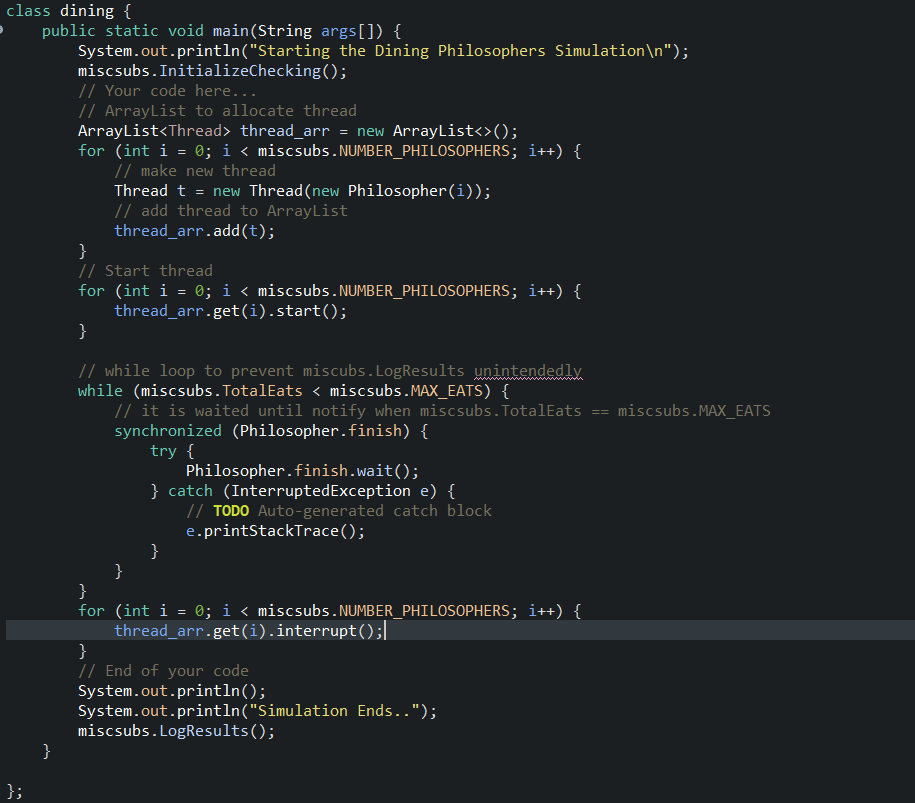 class dining {
    public static void main(String args[]) {
        System.out.println("Starting the Dining Philosophers Simulation\n");
        miscsubs.InitializeChecking();
        // Your code here...
        // ArrayList to allocate thread
        ArrayList<Thread> thread_arr = new ArrayList<>();
        for (int i = 0; i < miscsubs.NUMBER_PHILOSOPHERS; i++) {
            // make new thread
            Thread t = new Thread(new Philosopher(i));
            // add thread to ArrayList
            thread_arr.add(t);
        }
        // Start thread
        for (int i = 0; i < miscsubs.NUMBER_PHILOSOPHERS; i++) {
            thread_arr.get(i).start();
        }

        // while loop to prevent miscubs.LogResults unintendedly
        while (miscsubs.TotalEats < miscsubs.MAX_EATS) {
            // it is waited until notify when miscsubs.TotalEats == miscsubs.MAX_EATS
            synchronized (Philosopher.finish) {
                try {
                    Philosopher.finish.wait();
                } catch (InterruptedException e) {
                    // TODO Auto-generated catch block
                    e.printStackTrace();
                }
            }
        }
        for (int i = 0; i < miscsubs.NUMBER_PHILOSOPHERS; i++) {
            thread_arr.get(i).interrupt();
        }
        // End of your code
        System.out.println();
        System.out.println("Simulation Ends..");
        miscsubs.LogResults();
    }

};